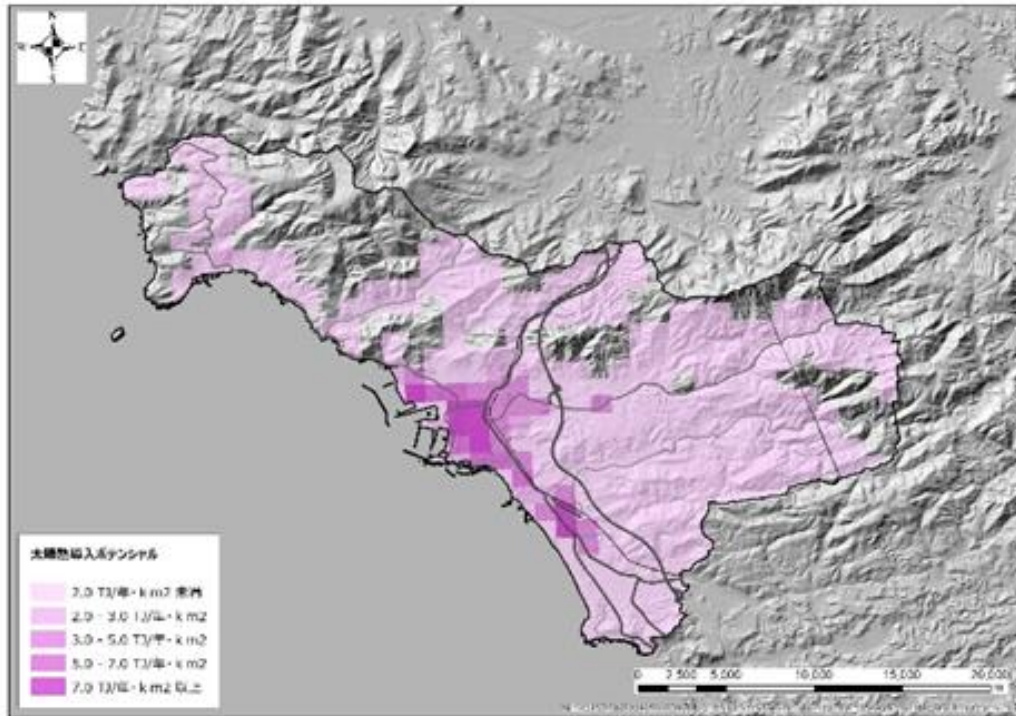 N
E
S
太陽熱導入ポテンシャル
2.0 TJ/年・km2 未満
2.0 - 3.0 TJ/年・km2
3.0 - 5.0 TJ/年・km2
5.0 - 7.0 TJ/年・km2
7.0 TJ/年・km2 以上
0 2,500 5,000 10,000 15,000 20,000
m